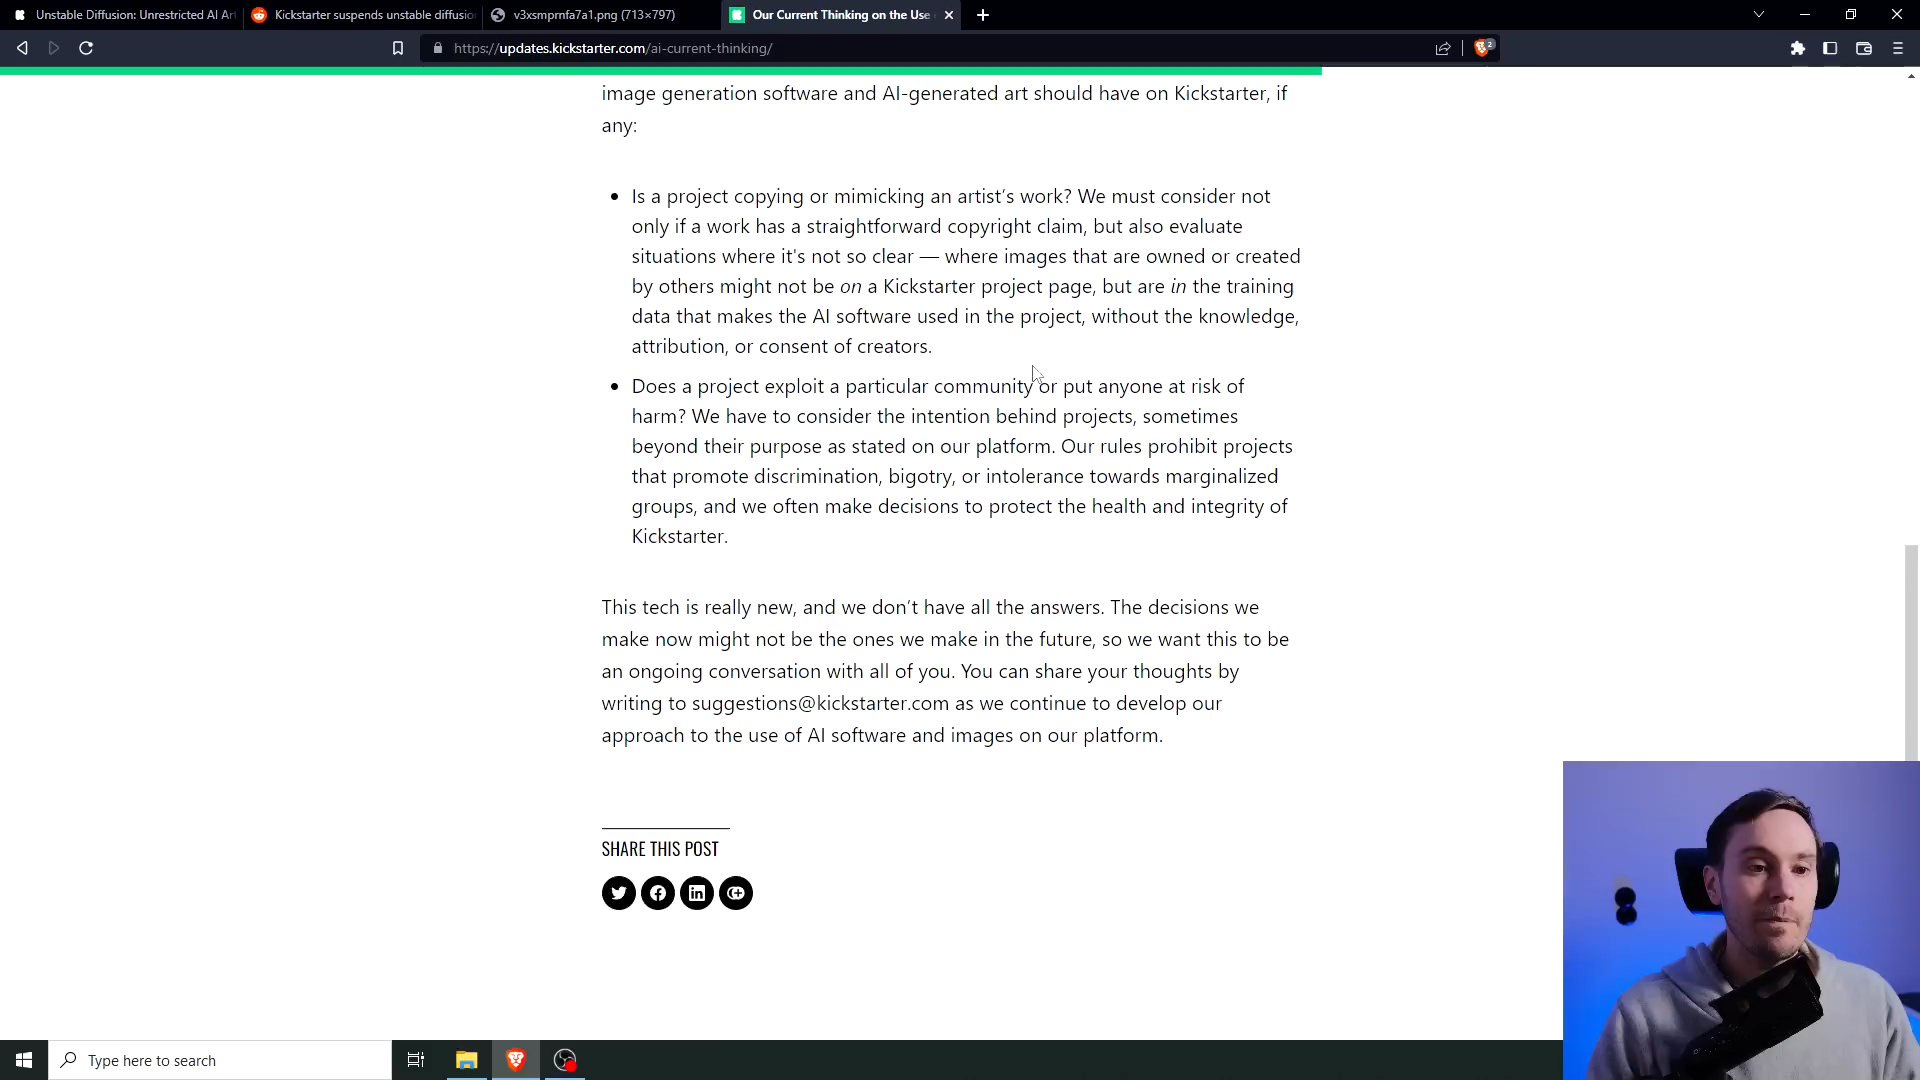 Unstable Diffusion: Unrestricted AI Ar
Kickstarter suspends unstable diffusio
v3xsmprnfa7a1.png (713×797)
Our Current Thinking on the Use
https://updates.kickstarter.com/ai-current-thinking/
2
image generation software and AI-generated art should have on Kickstarter, if
any:
• Is a project copying or mimicking an artist’s work? We must consider not
only if a work has a straightforward copyright claim, but also evaluate
situations where it's not so clear — where images that are owned or created
by others might not be on a Kickstarter project page, but are in the training
data that makes the AI software used in the project, without the knowledge,
attribution, or consent of creators.
• Does a project exploit a particular community or put anyone at risk of
harm? We have to consider the intention behind projects, sometimes
beyond their purpose as stated on our platform. Our rules prohibit projects
that promote discrimination, bigotry, or intolerance towards marginalized
groups, and we often make decisions to protect the health and integrity of
Kickstarter.
This tech is really new, and we don’t have all the answers. The decisions we
make now might not be the ones we make in the future, so we want this to be
an ongoing conversation with all of you. You can share your thoughts by
writing to suggestions@kickstarter.com as we continue to develop our
approach to the use of AI software and images on our platform.
SHARE THIS POST
Type here to search